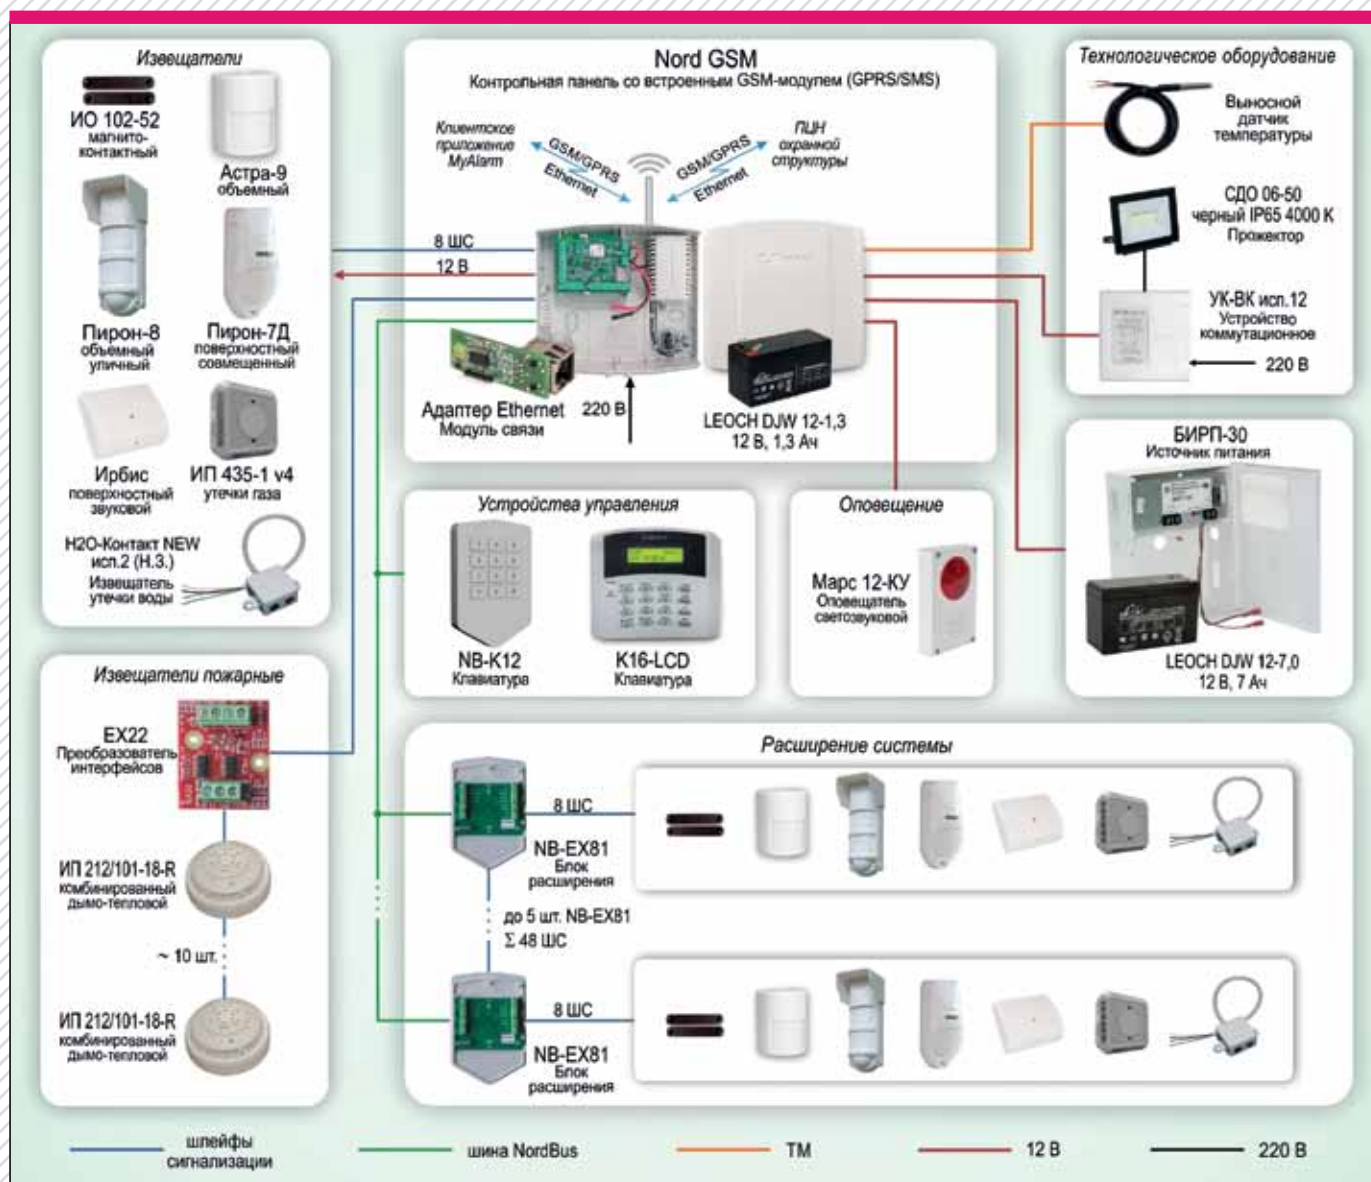 Извещатели
ИО 102-52
магнито-
контактный
Астра-9
объемный
Пирон-8
объемный
уличный
Пирон-7Д
поверхностный
совмещенный
Ирбис
поверхностный
звуковой
ИП 435-1 v4
утечки газа
H2O-Контакт NEW
исп.2 (Н.З.)
Извещатель
утечки воды
Nord GSM
Контрольная панель со встроенным GSM-модулем (GPRS/SMS)
Клиентское
приложение
MyAlarm
GSM/GPRS
Ethernet
GSM/GPRS
Ethernet
ПЦН
охранной
структуры
8 ШС
12 В
Адаптер Ethernet
Модуль связи
220 В
LEOCH DJW 12-1,3
12 В, 1,3 Ач
Технологическое оборудование
Выносной
датчик
температуры
СДО 06-50
черный IP65 4000 К
Прожектор
УК-ВК исп.12
Устройство
коммутационное
220 В
БИРП-30
Источник питания
LEOCH DJW 12-7,0
12 В, 7 Ач
Устройства управления
NB-K12
Клавиатура
K16-LCD
Клавиатура
Оповещение
Марс 12-КУ
Оповещатель
светозвуковой
Извещатели пожарные
EX22
Преобразователь
интерфейсов
ИП 212/101-18-R
комбинированный
дымо-тепловой
~ 10 шт.
ИП 212/101-18-R
комбинированный
дымо-тепловой
Расширение системы
8 ШС
NB-EX81
Блок
расширения
до 5 шт. NB-EX81
Σ 48 ШС
8 ШС
NB-EX81
Блок
расширения
шлейфы
сигнализации
шина NordBus
ТМ
12 В
220 В